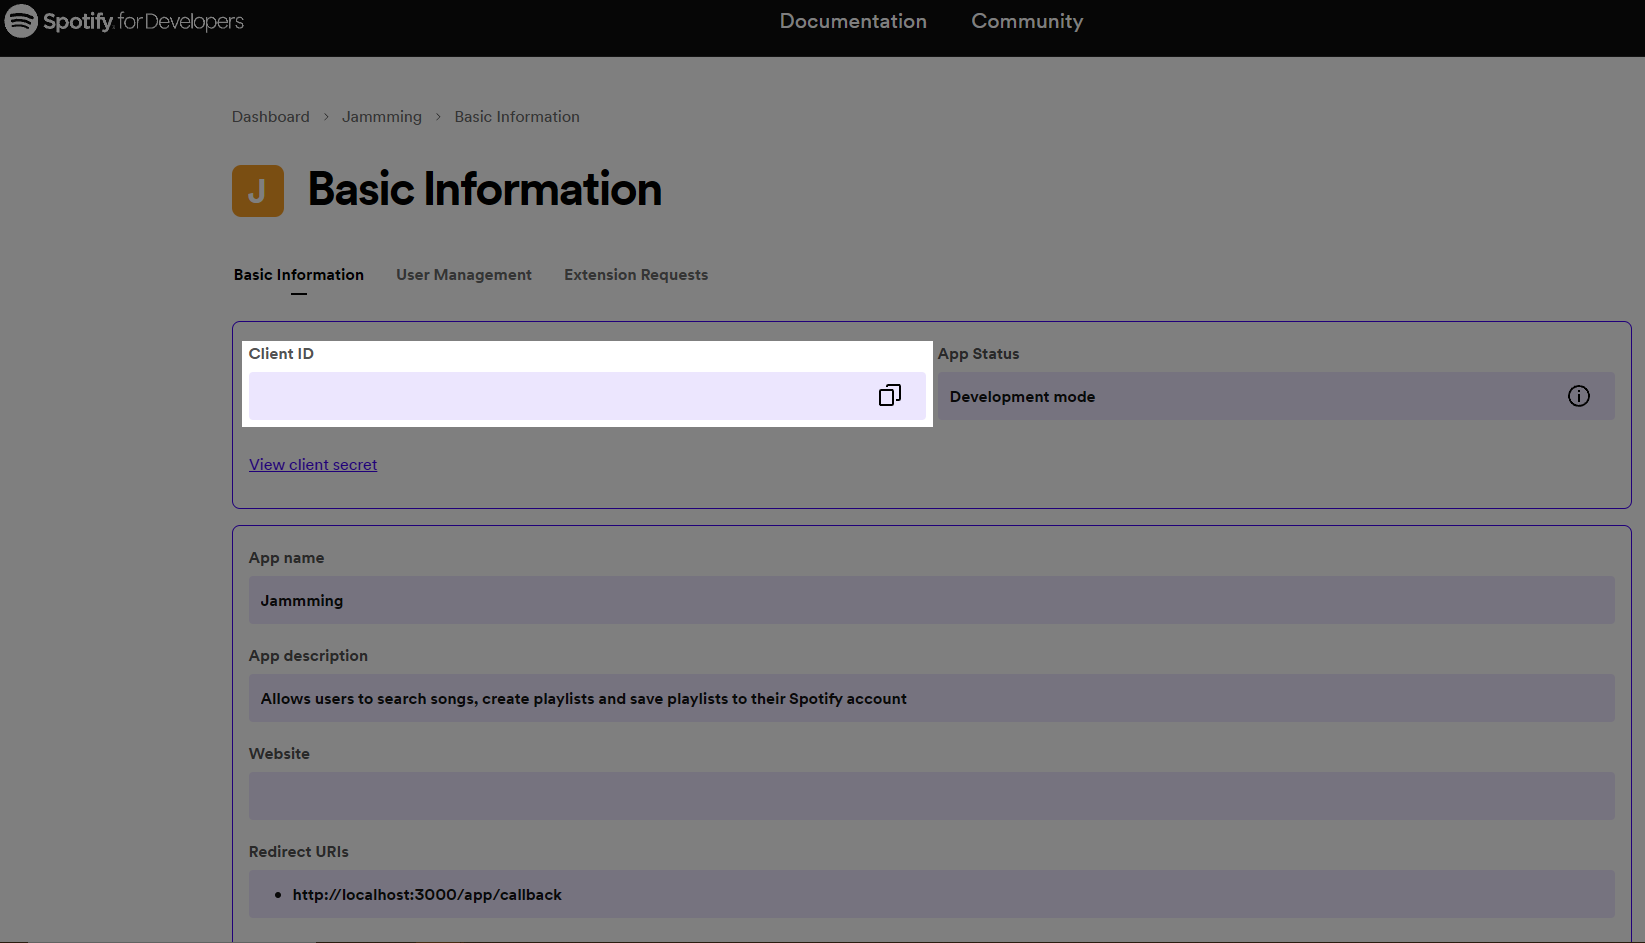 Spotify for Developers
Documentation
Community
Dashboard › Jammming › Basic Information
J
Basic Information
Basic Information
User Management
Extension Requests
Client ID
App Status
Development mode
View client secret
App name
Jammming
App description
Allows users to search songs, create playlists and save playlists to their Spotify account
Website
Redirect URIs
• http://localhost:3000/app/callback